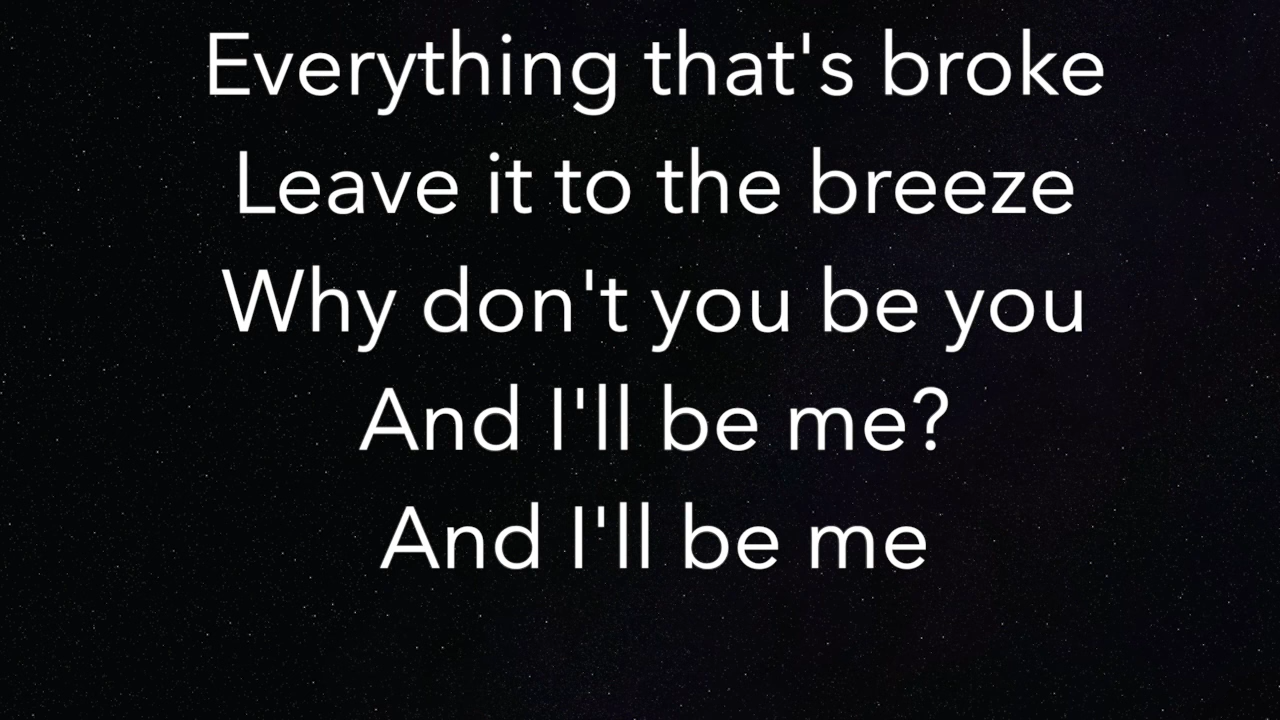 Everything that's broke
Leave it to the breeze
Why don't you be you
And I'll be me?
And I'll be me